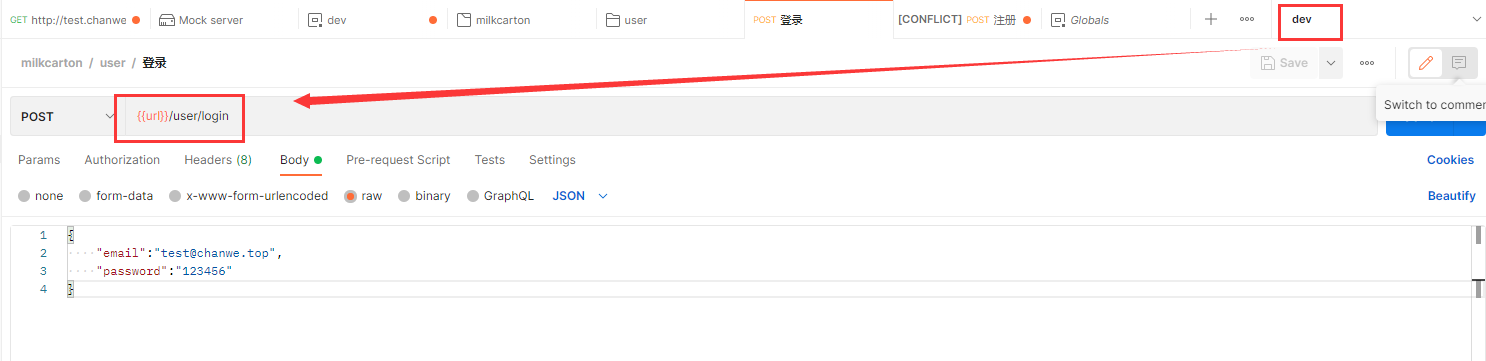 GET http://test.chanwe
Mock server
dev
milkcarton
user
POST 登录
[CONFLICT] POST 注册
Globals
dev
milkcarton / user / 登录
Save
POST
{{url}}/user/login
Switch to commen
Params
Authorization
Headers (8)
Body
Pre-request Script
Tests
Settings
Cookies
none
form-data
x-www-form-urlencoded
raw
binary
GraphQL
JSON
Beautify
1 {
2 "email":"test@chanwe.top",
3 "password":"123456"
4 }